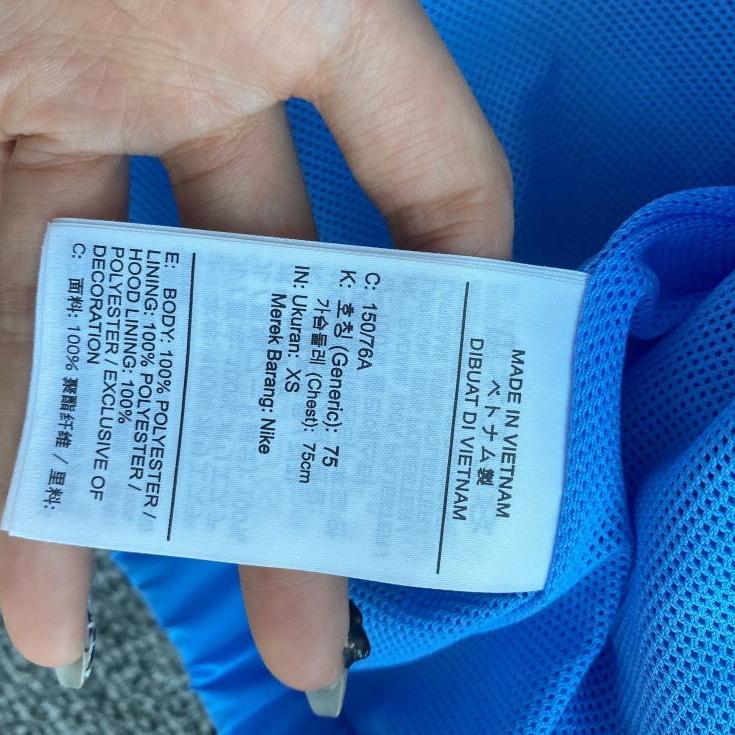 MADE IN VIETNAM
ベトナム製
DIBUAT DI VIETNAM
C: 150/76A
K: 호칭 (Generic): 75
가슴둘레 (Chest): 75cm
IN: Ukuran: XS
Merek Barang: Nike
E: BODY: 100% POLYESTER /
LINING: 100% POLYESTER /
HOOD LINING: 100%
POLYESTER / EXCLUSIVE OF
DECORATION
C: 面料: 100% 聚酯纤维 / 里料: